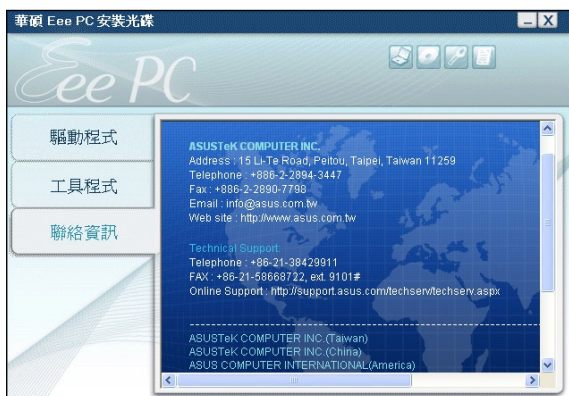 華碩 Eee PC 安裝光碟
Eee PC
驅動程式
工具程式
聯絡資訊
ASUSTeK COMPUTER INC.
Address : 15 Li-Te Road, Peitou, Taipei, Taiwan 11259
Telephone : +886-2-2894-3447
Fax : +886-2-2890-7798
Email : info@asus.com.tw
Web site : http://www.asus.com.tw
Technical Support
Telephone : +86-21-38429911
FAX : +86-21-58668722, ext. 9101#
Online Support : http://support.asus.com/techserv/techserv.aspx
ASUSTeK COMPUTER INC.(Taiwan)
ASUSTeK COMPUTER INC.(China)
ASUS COMPUTER INTERNATIONAL(America)